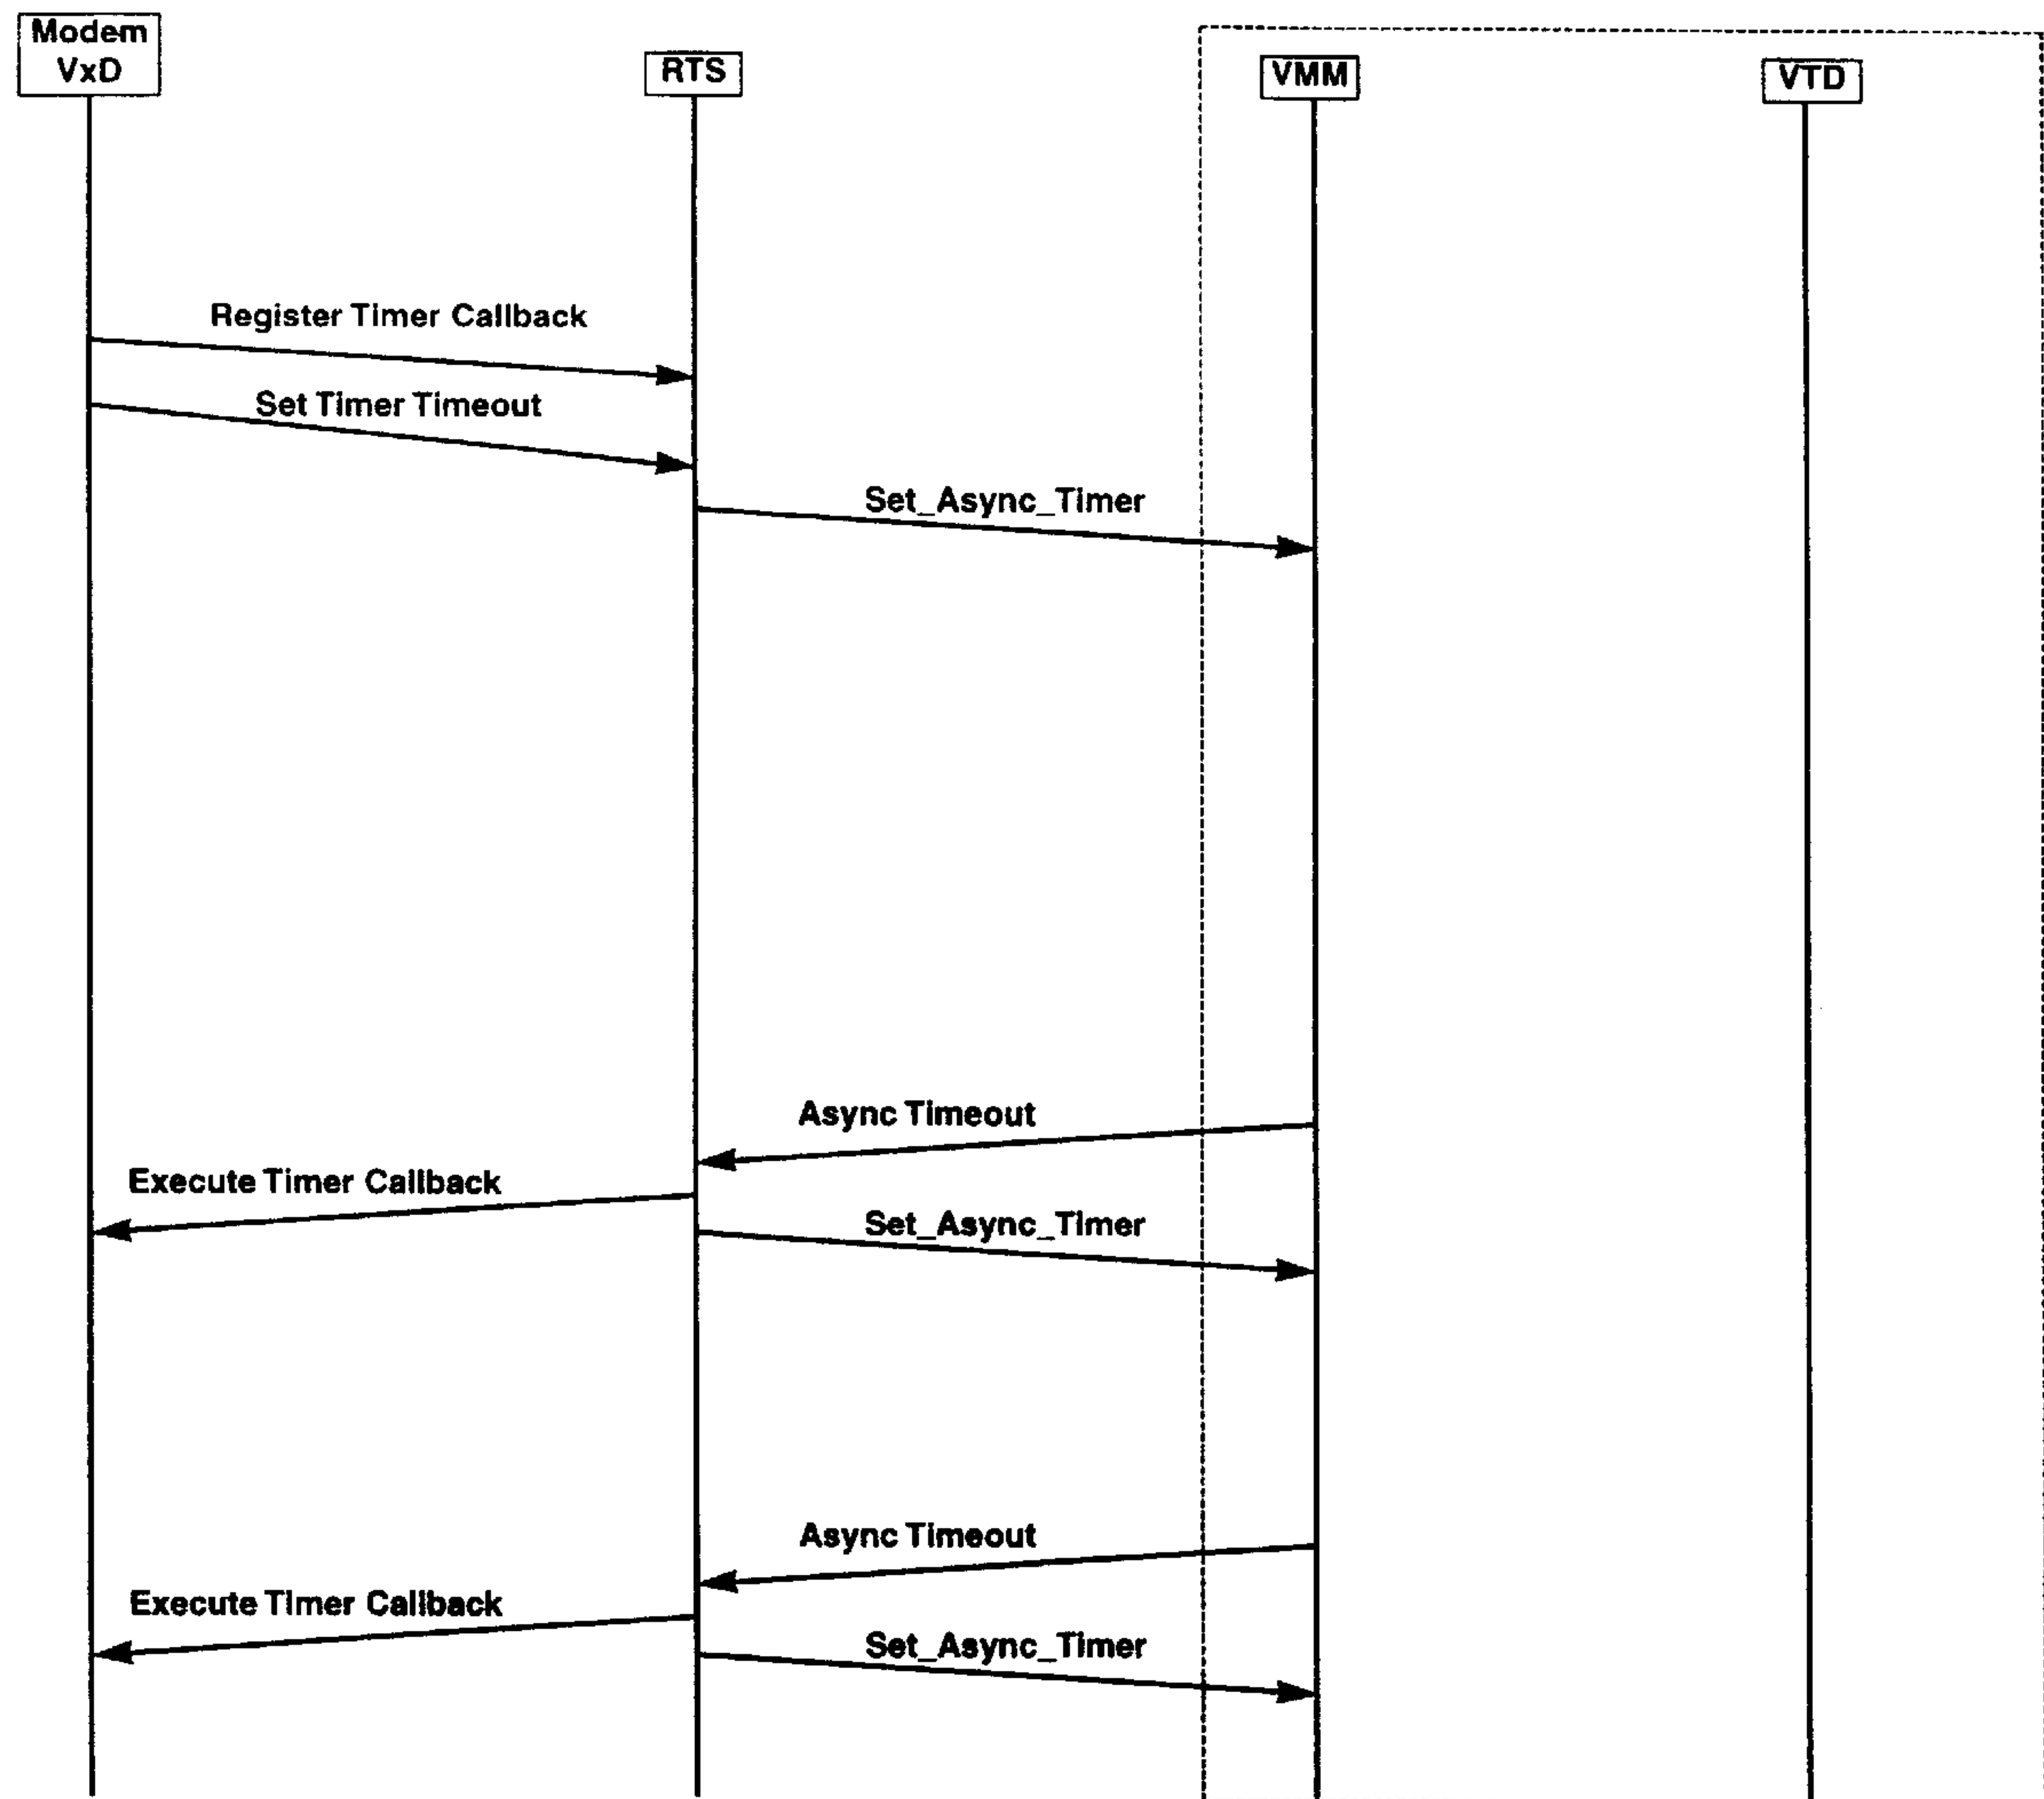 Modem
VxD
RTS
VMM
VTD
Register Timer Callback
Set Timer Timeout
Set_Async_Timer
Async Timeout
Execute Timer Callback
Set_Async_Timer
Async Timeout
Execute Timer Callback
Set_Async_Timer